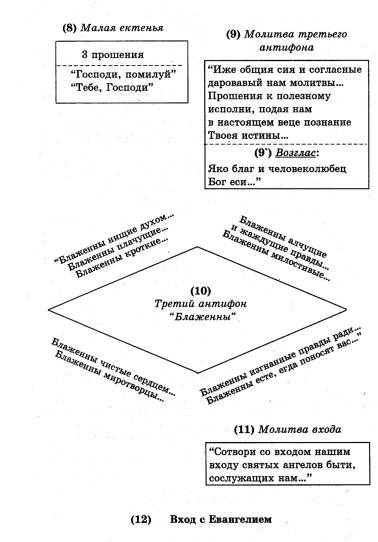 (8) Малая ектенья
3 прошения
“Господи, помилуй”
“Тебе, Господи”
(9) Молитва третьего
антифона
“Иже общия сия и согласные
даровавый нам молитвы...
Прошения к полезному
исполни, подая нам
в настоящем веце познание
Твоея истины...
(9`) Возглас:
Яко благ и человеколюбец
Бог еси...”
“Блаженны нищие духом...
Блаженны плачущие...
Блаженны кроткие...
Блаженны алчущие
и жаждущие правды...
Блаженны милостивые...
(10)
Третий антифон
“Блаженны”
Блаженны чистые сердцем...
Блаженны миротворцы...
Блаженны изгнанные правды ради...
Блаженны есте, егда поносят вас...”
(11) Молитва входа
“Сотвори со входом нашим
входу святых ангелов быти,
сослужащих нам...”
(12) Вход с Евангелием